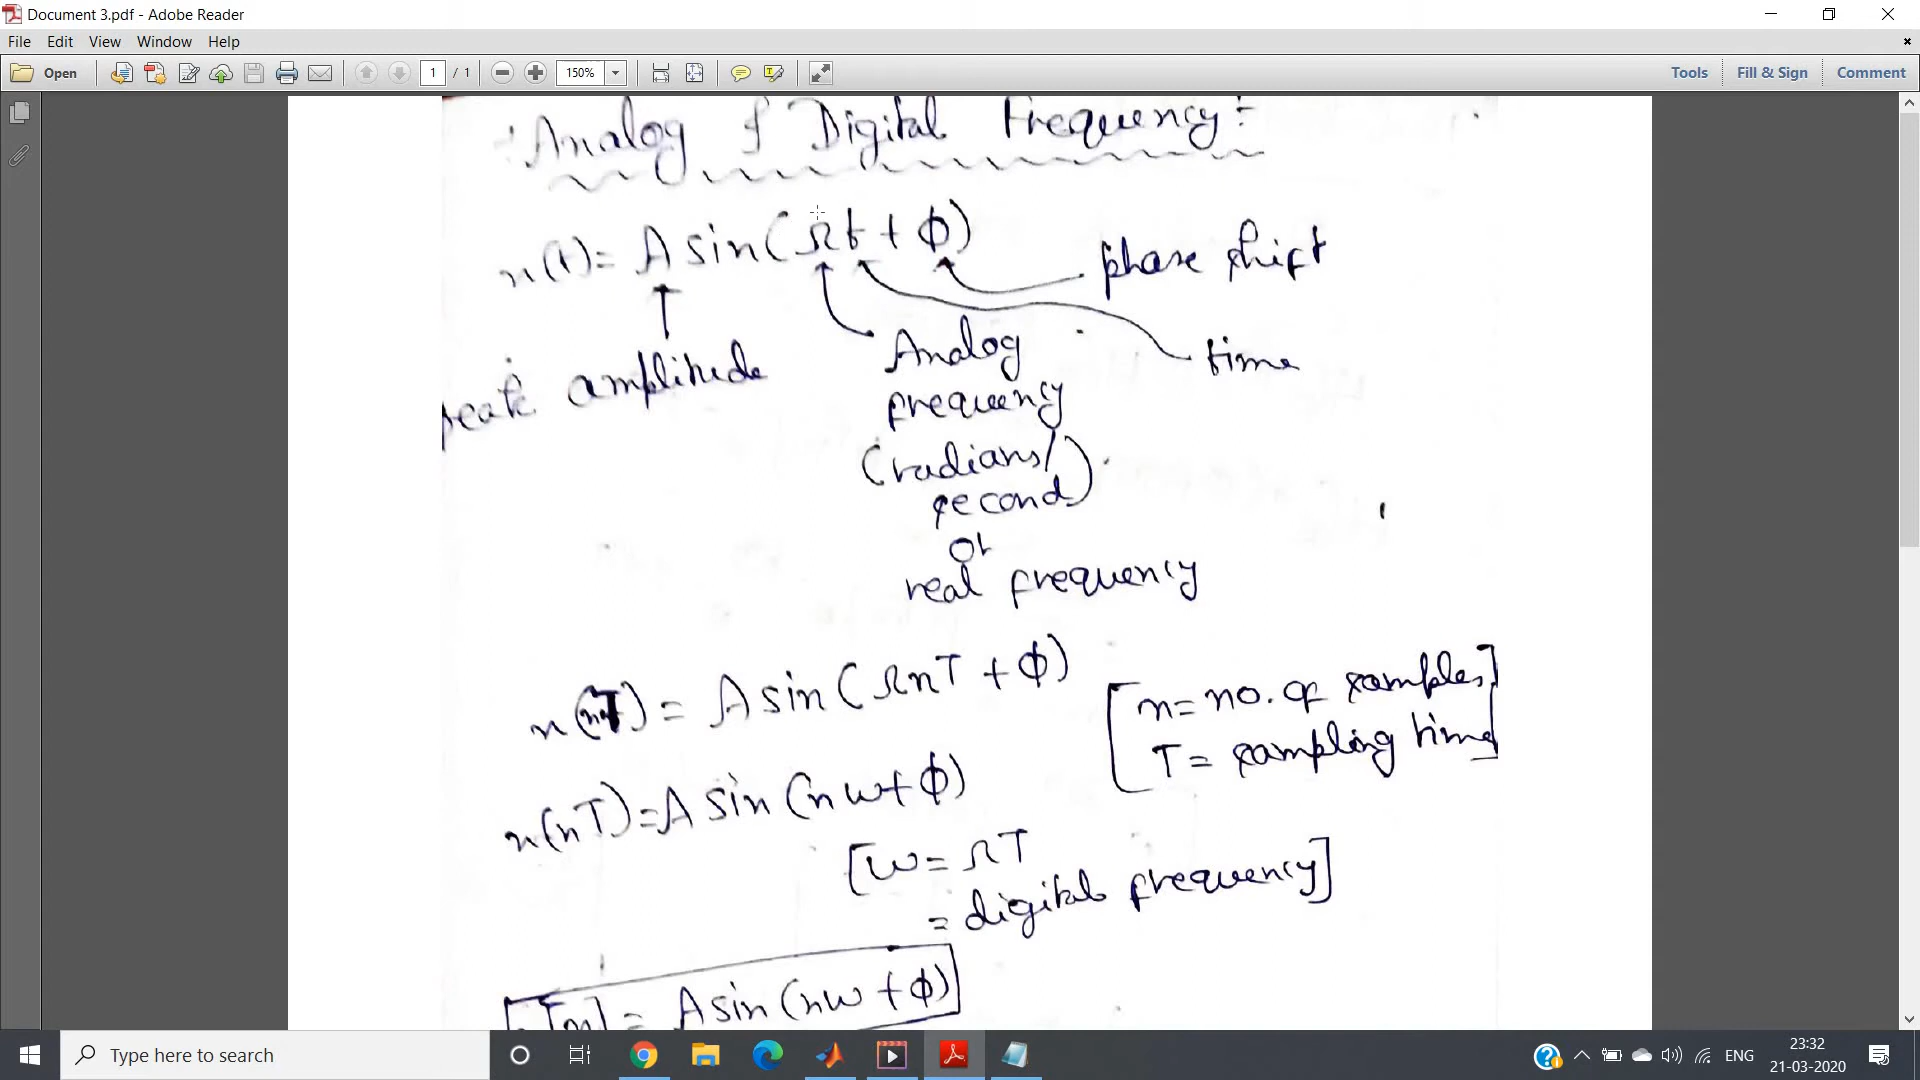 Document 3.pdf - Adobe Reader
File Edit View Window Help
Open 1 / 1 150% Tools Fill & Sign Comment
Analog & Digital Frequency :-
x(t) = A sin(Ωt + ϕ)
phase shift
time
peak amplitude
Analog
frequency
(radians/
second)
or
real frequency
x(nT) = A sin(ΩnT + ϕ)
[n = no. of samples]
T = sampling time]
x(nT) = A sin(nω + ϕ)
[ω = ΩT
= digital frequency]
x[n] = A sin(nω + ϕ)
Type here to search
ENG
23:32
21-03-2020